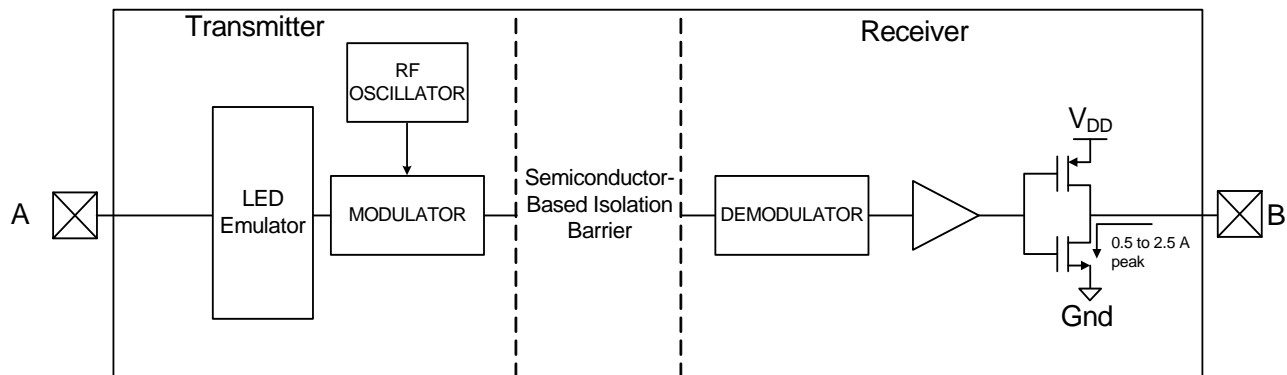 Transmitter
Receiver
RF
OSCILLATOR
V_DD
A
LED
Emulator
MODULATOR
Semiconductor-
Based Isolation
Barrier
DEMODULATOR
B
0.5 to 2.5 A
peak
Gnd